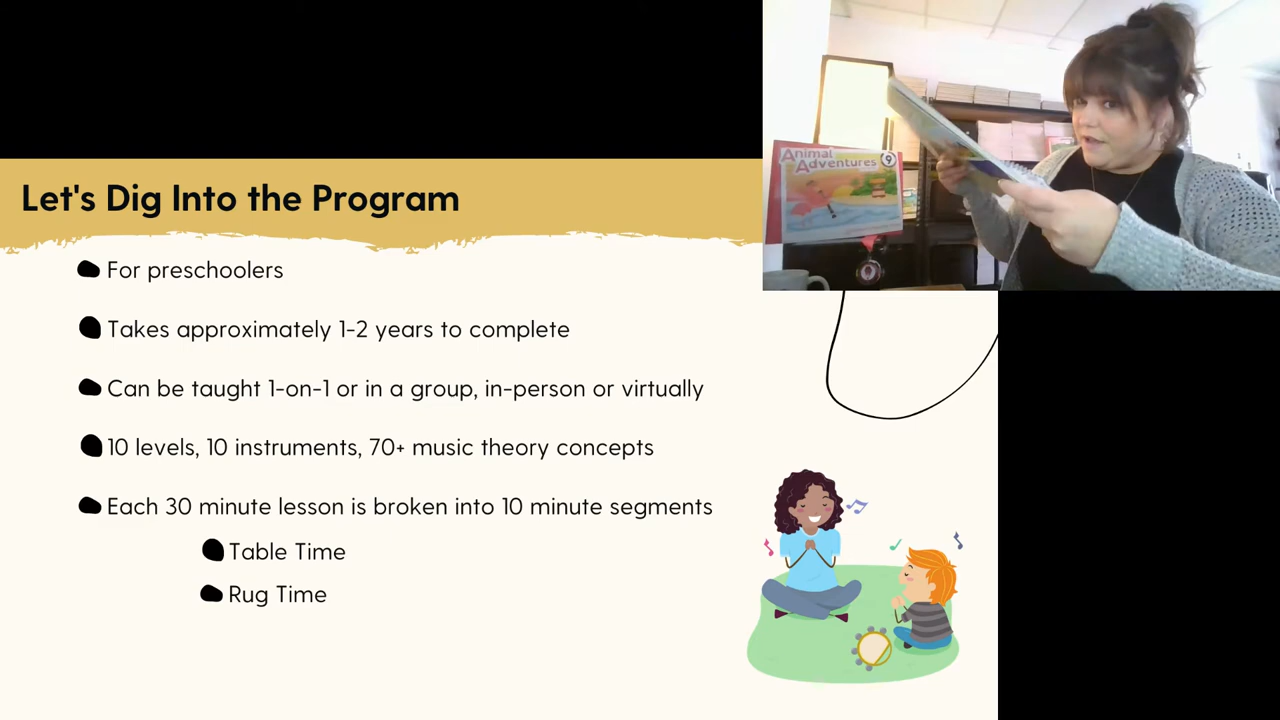 Let's Dig Into the Program
For preschoolers
Takes approximately 1-2 years to complete
Can be taught 1-on-1 or in a group, in-person or virtually
10 levels, 10 instruments, 70+ music theory concepts
Each 30 minute lesson is broken into 10 minute segments
Table Time
Rug Time
Animal
Adventures
9